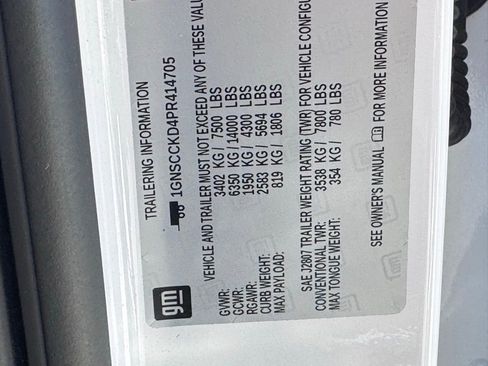 TRAILERING INFORMATION
1GNSCCKD4PR414705
VEHICLE AND TRAILER MUST NOT EXCEED ANY OF THESE VALU
GVWR: 3402 KG / 7500 LBS
GCWR: 6350 KG / 14000 LBS
RGAWR: 1950 KG / 4300 LBS
CURB WEIGHT: 2583 KG / 5694 LBS
MAX PAYLOAD: 819 KG / 1806 LBS
SAE J2807 TRAILER WEIGHT RATING (TWR) FOR VEHICLE CONFIG
CONVENTIONAL TWR: 3538 KG / 7800 LBS
MAX TONGUE WEIGHT: 354 KG / 780 LBS
SEE OWNER'S MANUAL FOR MORE INFORMATION
gm